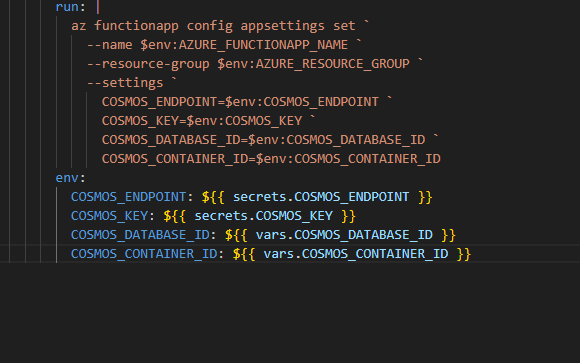 run: |
az functionapp config appsettings set `
--name $env:AZURE_FUNCTIONAPP_NAME `
--resource-group $env:AZURE_RESOURCE_GROUP `
--settings `
COSMOS_ENDPOINT=$env:COSMOS_ENDPOINT `
COSMOS_KEY=$env:COSMOS_KEY `
COSMOS_DATABASE_ID=$env:COSMOS_DATABASE_ID `
COSMOS_CONTAINER_ID=$env:COSMOS_CONTAINER_ID
env:
COSMOS_ENDPOINT: ${{ secrets.COSMOS_ENDPOINT }}
COSMOS_KEY: ${{ secrets.COSMOS_KEY }}
COSMOS_DATABASE_ID: ${{ vars.COSMOS_DATABASE_ID }}
COSMOS_CONTAINER_ID: ${{ vars.COSMOS_CONTAINER_ID }}